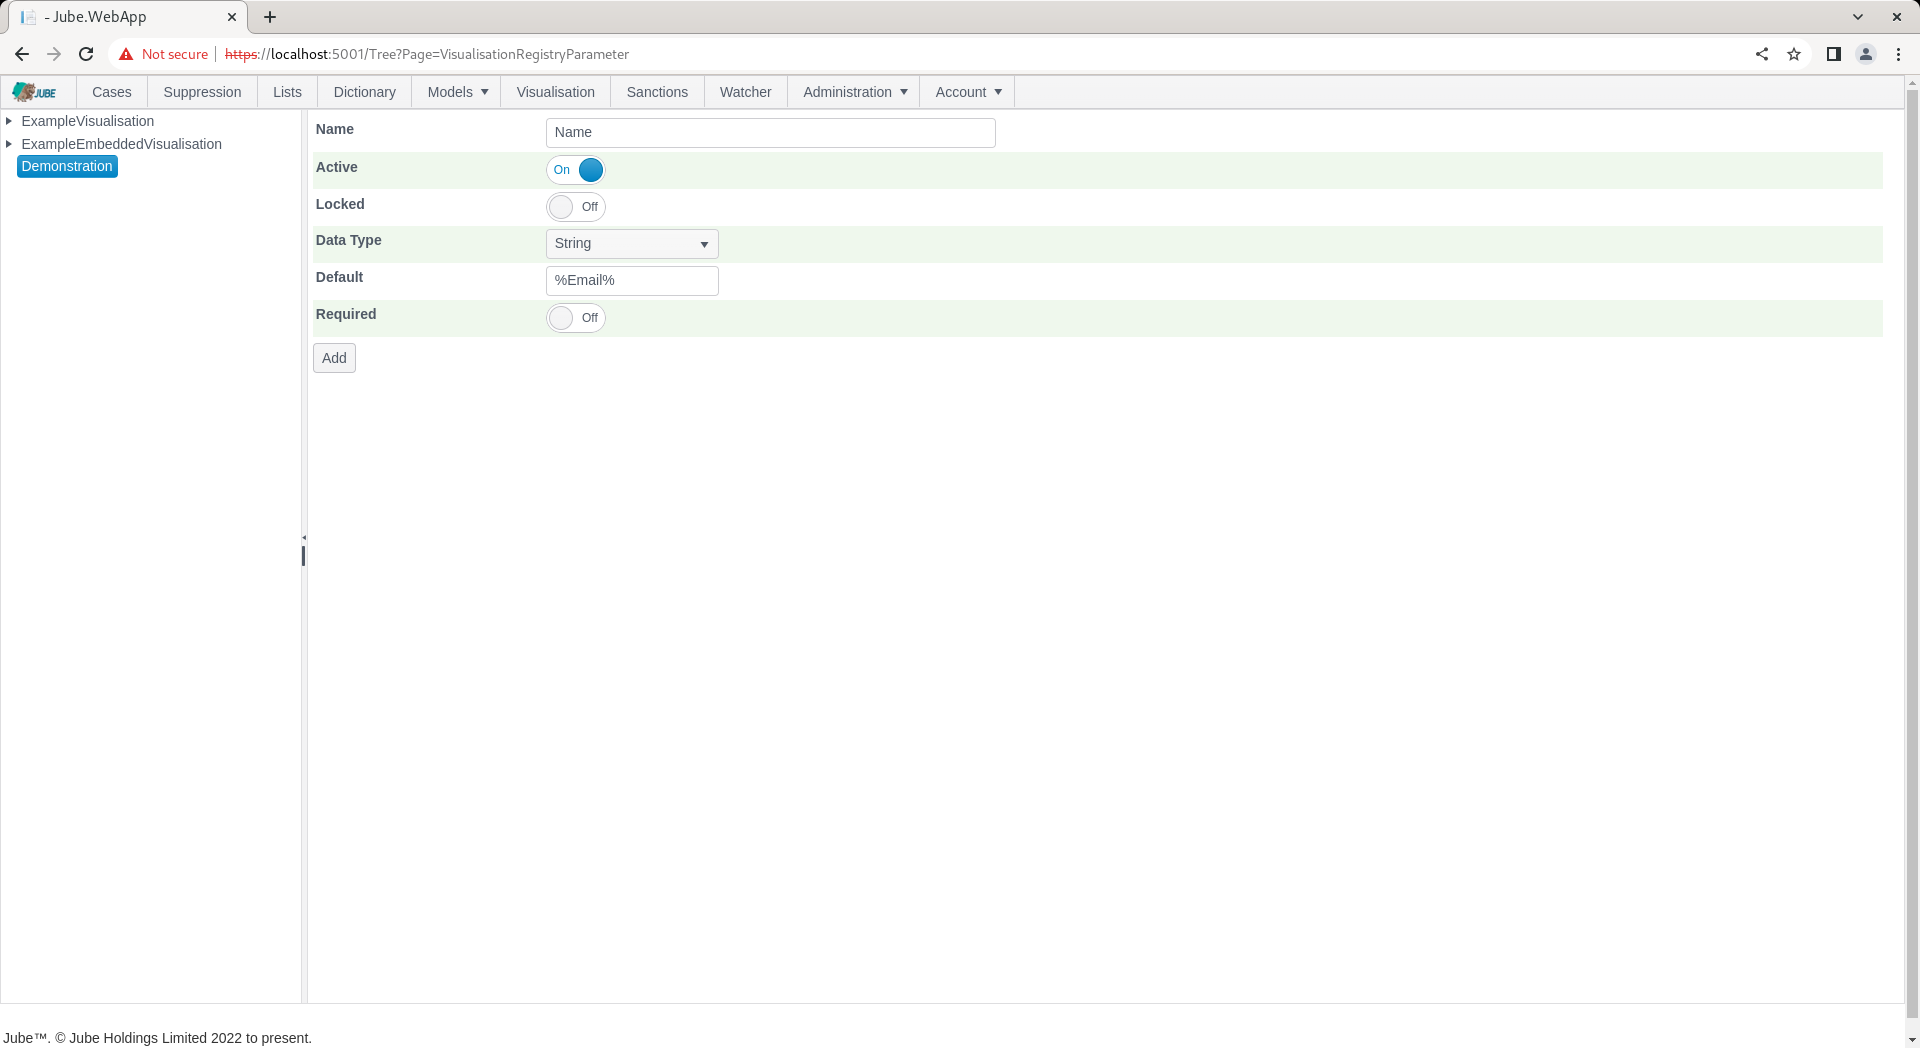 - Jube.WebApp
Not secure https://localhost:5001/Tree?Page=VisualisationRegistryParameter
JUBE Cases Suppression Lists Dictionary Models Visualisation Sanctions Watcher Administration Account
ExampleVisualisation
ExampleEmbeddedVisualisation
Demonstration
Name Name
Active On
Locked Off
Data Type String
Default %Email%
Required Off
Add
Jube™. © Jube Holdings Limited 2022 to present.